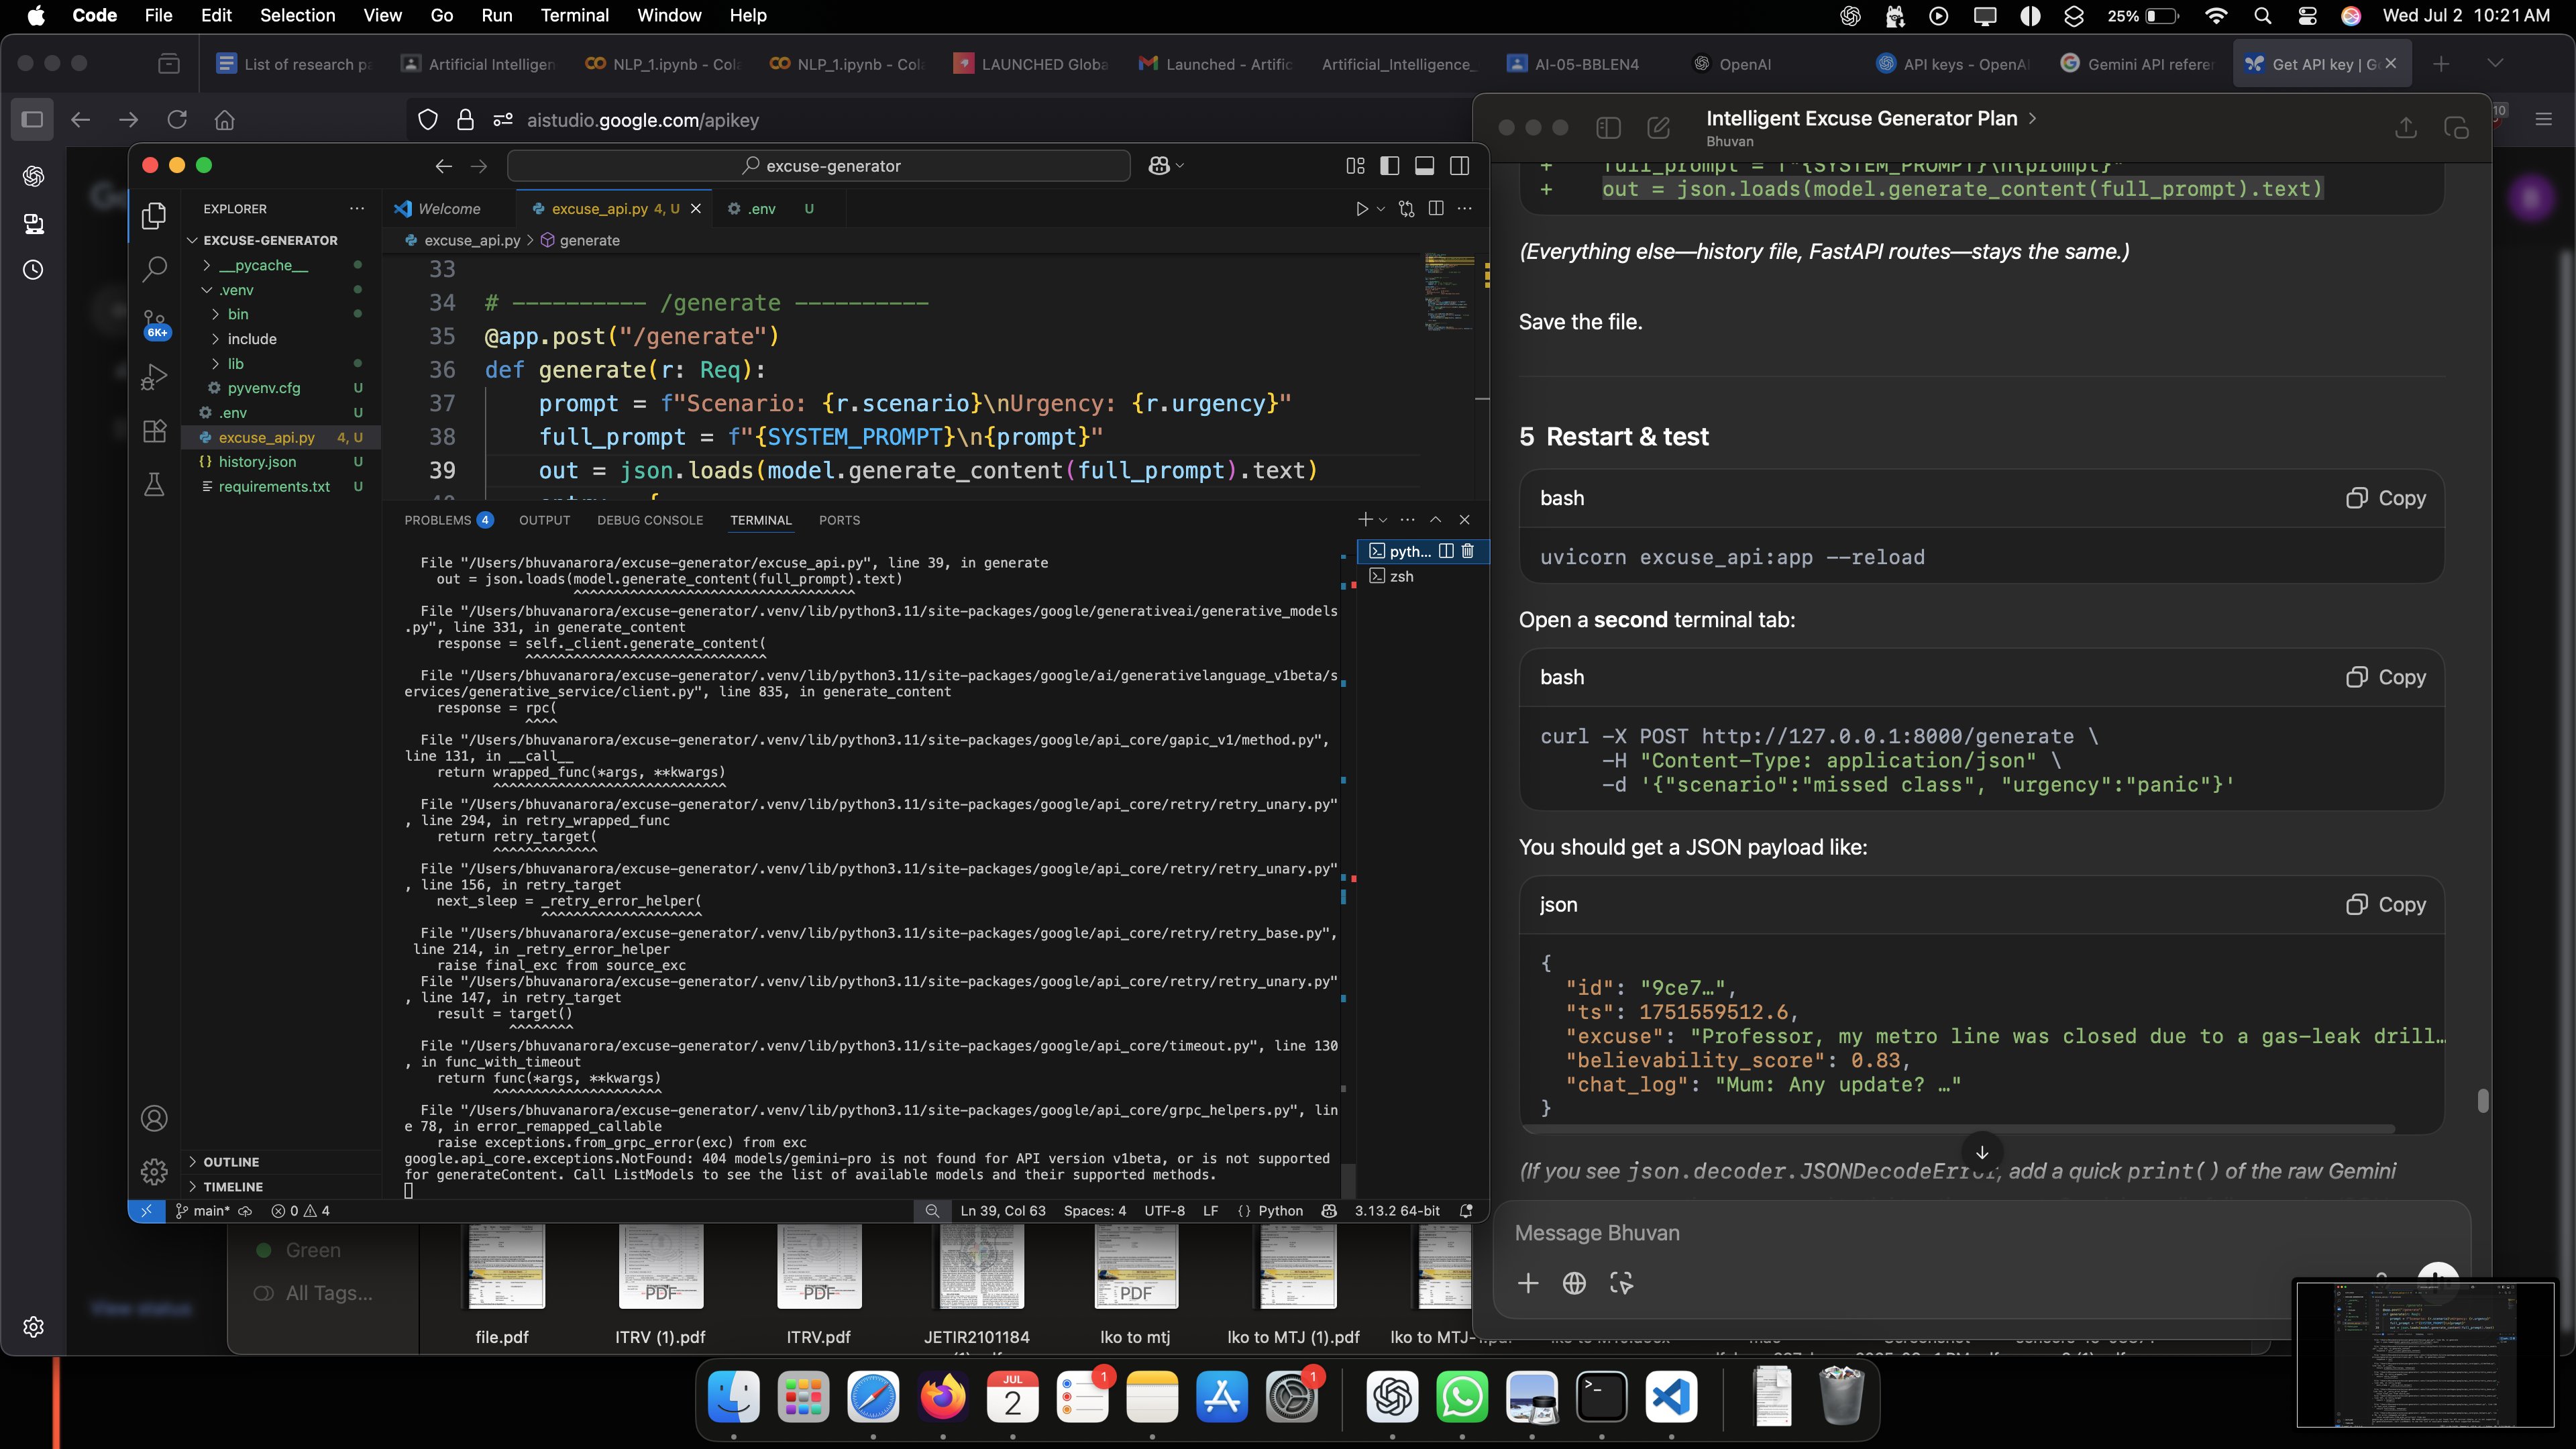 Code File Edit Selection View Go Run Terminal Window Help
25% Wed Jul 2 10:21 AM
List of research pa
Artificial Intelligen
NLP_1.ipynb - Cola
NLP_1.ipynb - Cola
LAUNCHED Globa
Launched - Artific
Artificial_Intelligence_
AI-05-BBLEN4
OpenAI
API keys - OpenAI
Gemini API referen
Get API key | G
aistudio.google.com/apikey
10
excuse-generator
EXPLORER
Welcome
excuse_api.py 4, U
.env U
excuse_api.py > generate
EXCUSE-GENERATOR
__pycache__
.venv
bin
include
lib
pyvenv.cfg U
.env U
excuse_api.py 4, U
history.json U
requirements.txt U
6K+
OUTLINE
TIMELINE
33
34 # ---------- /generate ----------
35 @app.post("/generate")
36 def generate(r: Req):
37 prompt = f"Scenario: {r.scenario}\nUrgency: {r.urgency}"
38 full_prompt = f"{SYSTEM_PROMPT}\n{prompt}"
39 out = json.loads(model.generate_content(full_prompt).text)
PROBLEMS 4 OUTPUT DEBUG CONSOLE TERMINAL PORTS
pyth...
zsh
File "/Users/bhuvanarora/excuse-generator/excuse_api.py", line 39, in generate
out = json.loads(model.generate_content(full_prompt).text)
^^^^^^^^^^^^^^^^^^^^^^^^^^^^^^^^^^^
File "/Users/bhuvanarora/excuse-generator/.venv/lib/python3.11/site-packages/google/generativeai/generative_models
.py", line 331, in generate_content
response = self._client.generate_content(
^^^^^^^^^^^^^^^^^^^^^^^^^^^^^^
File "/Users/bhuvanarora/excuse-generator/.venv/lib/python3.11/site-packages/google/ai/generativelanguage_v1beta/s
ervices/generative_service/client.py", line 835, in generate_content
response = rpc(
^^^^
File "/Users/bhuvanarora/excuse-generator/.venv/lib/python3.11/site-packages/google/api_core/gapic_v1/method.py",
line 131, in __call__
return wrapped_func(*args, **kwargs)
^^^^^^^^^^^^^^^^^^^^^^^^^^^^^
File "/Users/bhuvanarora/excuse-generator/.venv/lib/python3.11/site-packages/google/api_core/retry/retry_unary.py"
, line 294, in retry_wrapped_func
return retry_target(
^^^^^^^^^^^^^
File "/Users/bhuvanarora/excuse-generator/.venv/lib/python3.11/site-packages/google/api_core/retry/retry_unary.py"
, line 156, in retry_target
next_sleep = _retry_error_helper(
^^^^^^^^^^^^^^^^^^^^
File "/Users/bhuvanarora/excuse-generator/.venv/lib/python3.11/site-packages/google/api_core/retry/retry_base.py",
line 214, in _retry_error_helper
raise final_exc from source_exc
File "/Users/bhuvanarora/excuse-generator/.venv/lib/python3.11/site-packages/google/api_core/retry/retry_unary.py"
, line 147, in retry_target
result = target()
^^^^^^^^
File "/Users/bhuvanarora/excuse-generator/.venv/lib/python3.11/site-packages/google/api_core/timeout.py", line 130
, in func_with_timeout
return func(*args, **kwargs)
^^^^^^^^^^^^^^^^^^^^^
File "/Users/bhuvanarora/excuse-generator/.venv/lib/python3.11/site-packages/google/api_core/grpc_helpers.py", lin
e 78, in error_remapped_callable
raise exceptions.from_grpc_error(exc) from exc
google.api_core.exceptions.NotFound: 404 models/gemini-pro is not found for API version v1beta, or is not supported
for generateContent. Call ListModels to see the list of available models and their supported methods.
main* 0 4
Ln 39, Col 63 Spaces: 4 UTF-8 LF {} Python 3.13.2 64-bit
Intelligent Excuse Generator Plan >
Bhuvan
+ full_prompt = f"{SYSTEM_PROMPT}\n{prompt}"
+ out = json.loads(model.generate_content(full_prompt).text)
(Everything else—history file, FastAPI routes—stays the same.)
Save the file.
5 Restart & test
bash Copy
uvicorn excuse_api:app --reload
Open a second terminal tab:
bash Copy
curl -X POST http://127.0.0.1:8000/generate \
-H "Content-Type: application/json" \
-d '{"scenario":"missed class", "urgency":"panic"}'
You should get a JSON payload like:
json Copy
{
"id": "9ce7…",
"ts": 1751559512.6,
"excuse": "Professor, my metro line was closed due to a gas-leak drill…
"believability_score": 0.83,
"chat_log": "Mum: Any update? …"
}
(If you see json.decoder.JSONDecodeError, add a quick print() of the raw Gemini
Message Bhuvan
View status
Green
All Tags...
PDF
PDF
PDF
file.pdf
ITRV (1).pdf
ITRV.pdf
JETIR2101184
lko to mtj
lko to MTJ (1).pdf
JUL
2
1
1